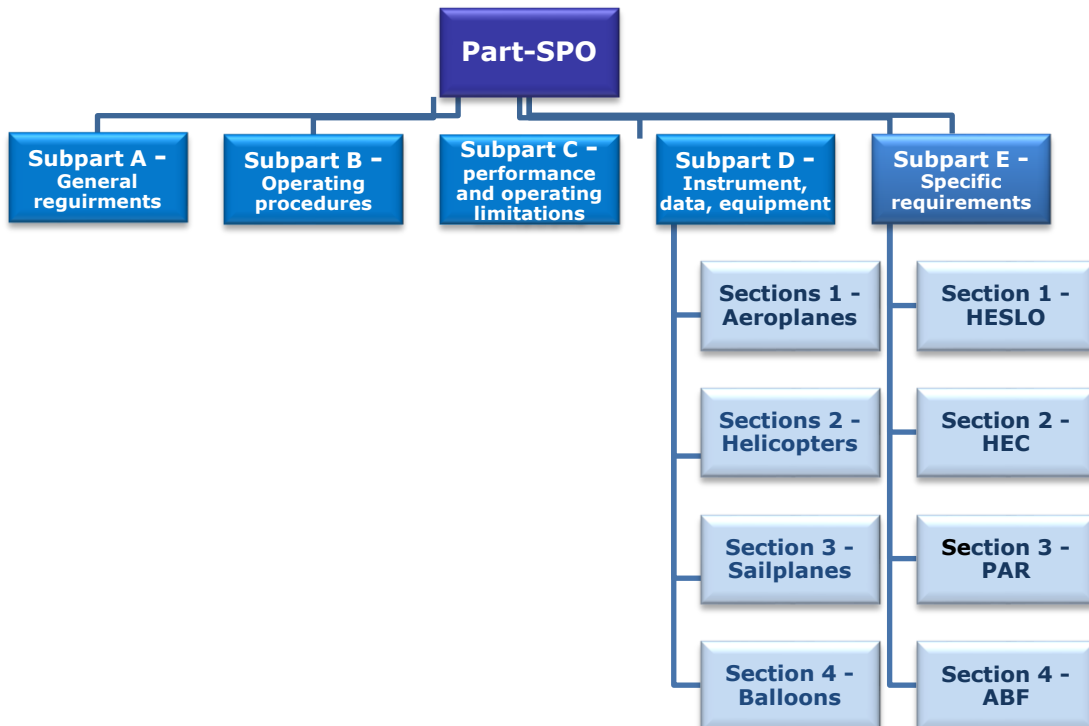 Part-SPO
Subpart A –
General
reguirments
Subpart B –
Operating
procedures
Subpart C –
performance
and operating
limitations
Subpart D –
Instrument,
data, equipment
Subpart E –
Specific
requirements
Sections 1 -
Aeroplanes
Sections 2 -
Helicopters
Section 3 -
Sailplanes
Section 4 -
Balloons
Section 1 -
HESLO
Section 2 -
HEC
Section 3 -
PAR
Section 4 -
ABF